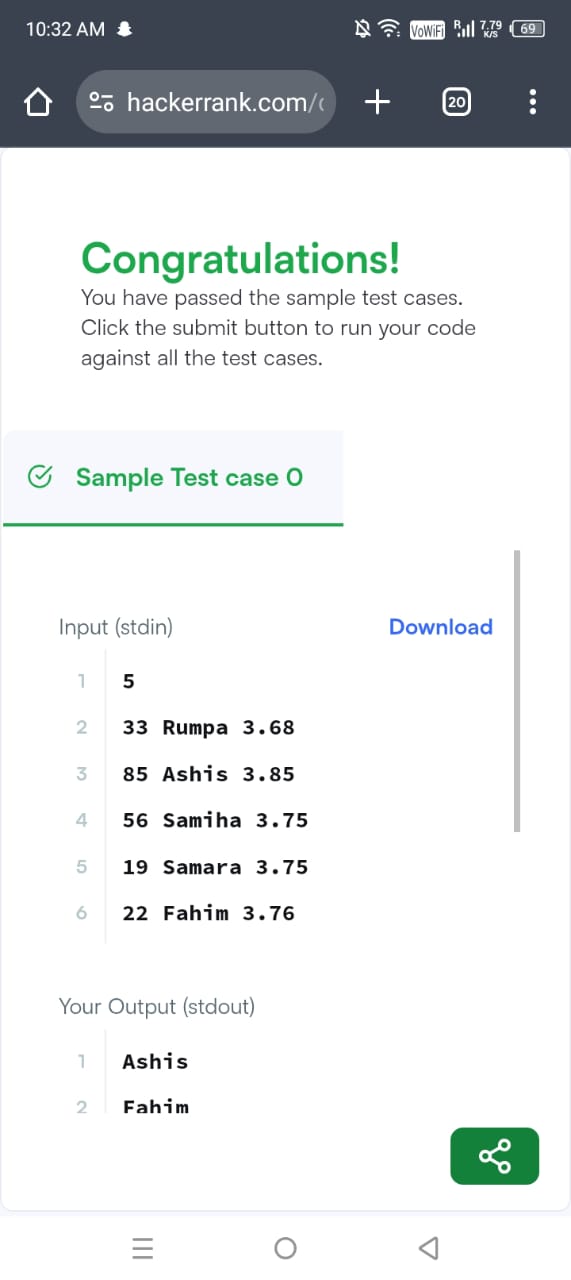 10:32 AM
VoWiFi R 7.79 K/S 69
hackerrank.com/
20
Congratulations!
You have passed the sample test cases.
Click the submit button to run your code
against all the test cases.
Sample Test case 0
Input (stdin)
Download
1 5
2 33 Rumpa 3.68
3 85 Ashis 3.85
4 56 Samiha 3.75
5 19 Samara 3.75
6 22 Fahim 3.76
Your Output (stdout)
1 Ashis
2 Fahim